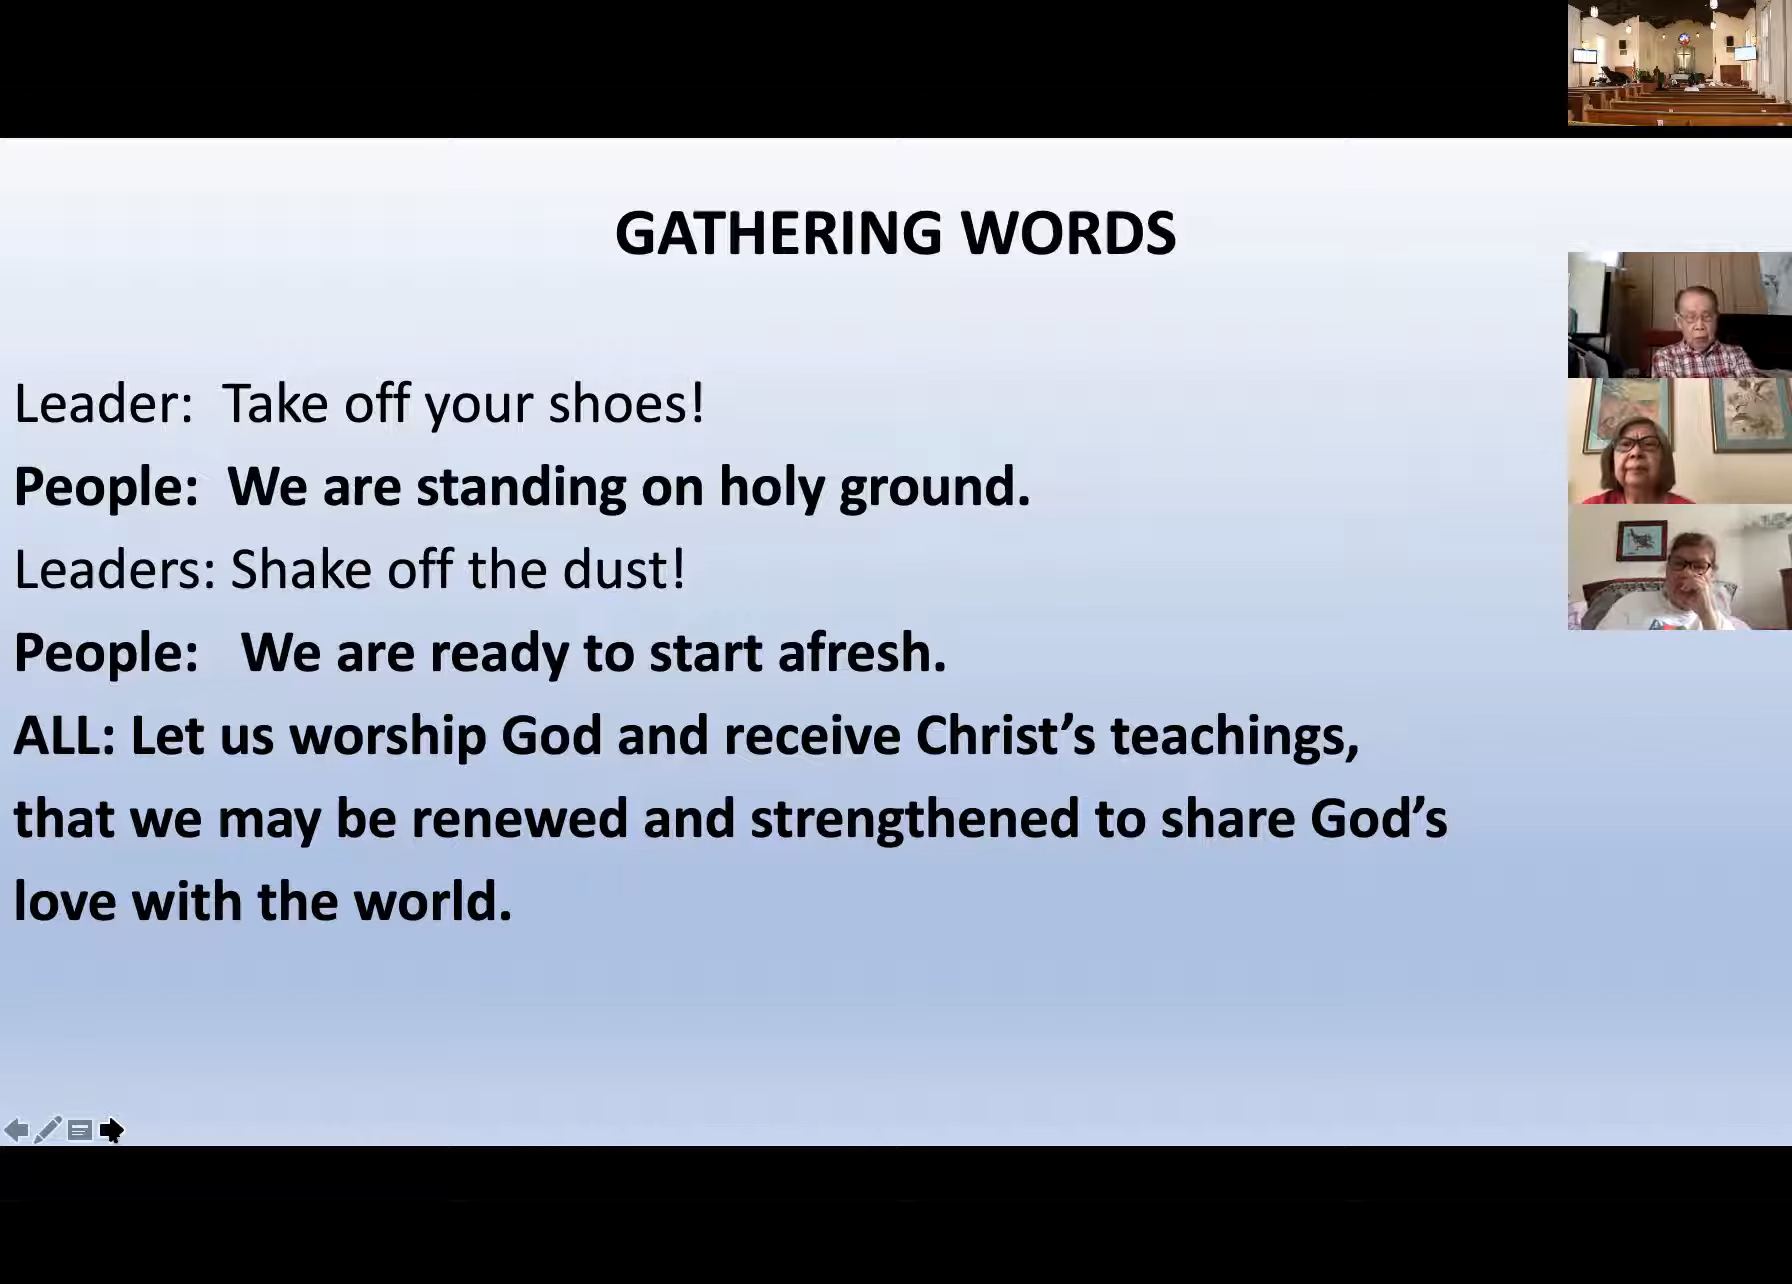 GATHERING WORDS
Leader:  Take off your shoes!
People:  We are standing on holy ground.
Leaders: Shake off the dust!
People:   We are ready to start afresh.
ALL: Let us worship God and receive Christ’s teachings,
that we may be renewed and strengthened to share God’s
love with the world.